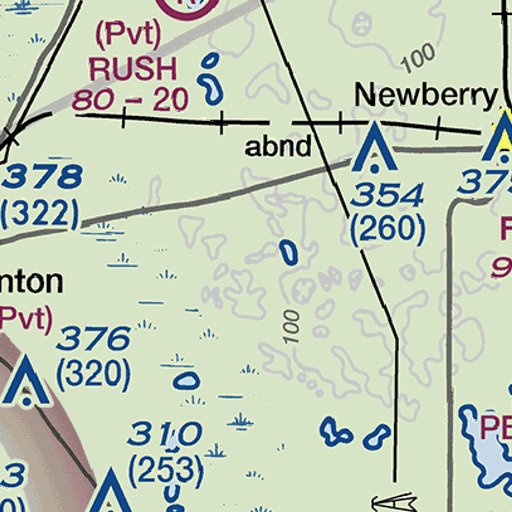 (Pvt)
RUSH
80 - 20
100
Newberry
abnd
378
(322)
354
(260)
375
nton
Pvt)
376
(320)
100
310
(253)
PE